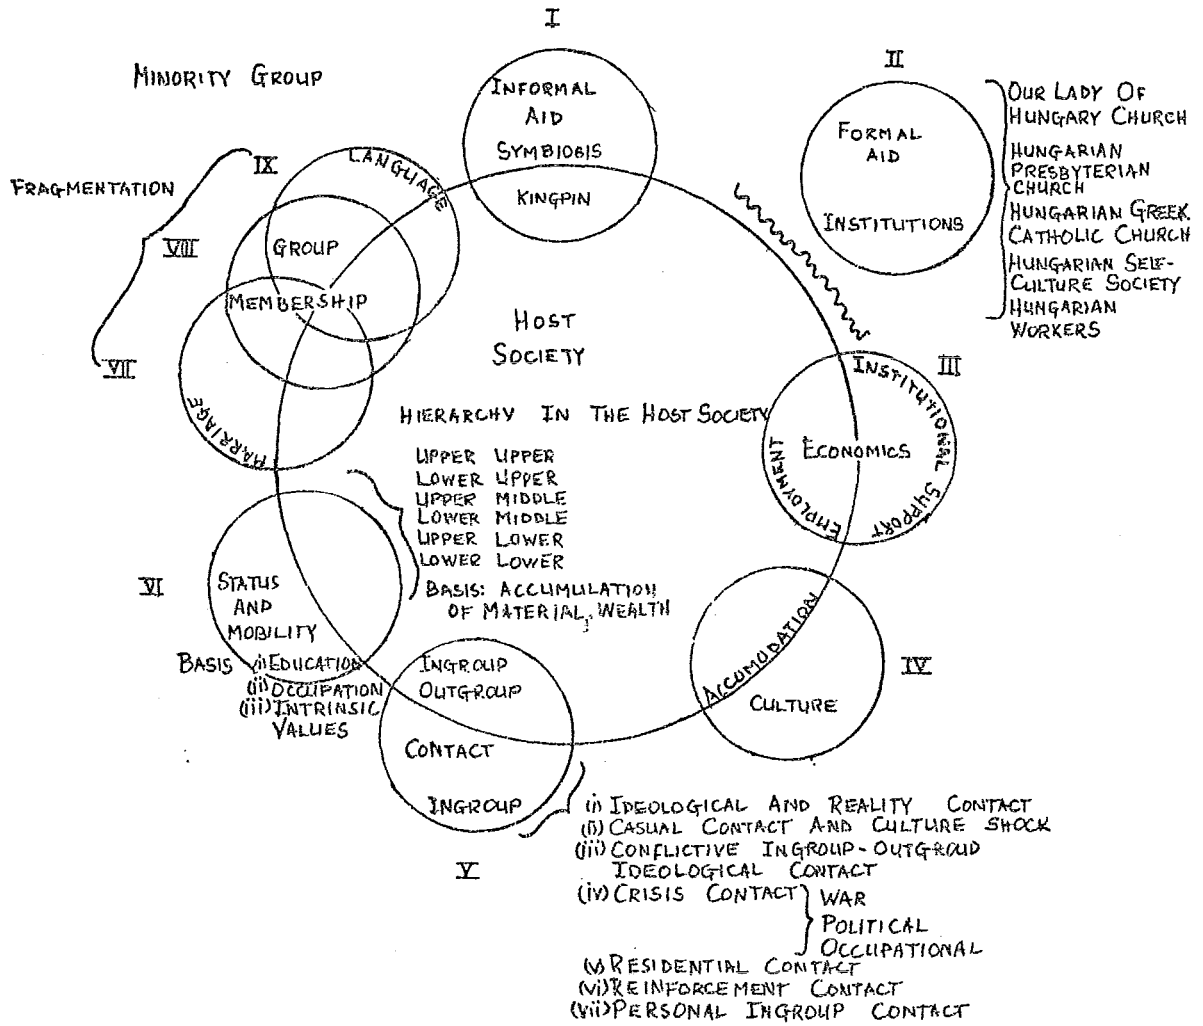 I
MINORITY GROUP
INFORMAL
AID
SYMBIOSIS
KINGPIN
II
FORMAL
AID
INSTITUTIONS
OUR LADY OF
HUNGARY CHURCH
HUNGARIAN
PRESBYTERIAN
CHURCH
HUNGARIAN GREEK
CATHOLIC CHURCH
HUNGARIAN SELF-
CULTURE SOCIETY
HUNGARIAN
WORKERS
FRAGMENTATION
IX
LANGUAGE
VIII
GROUP
MEMBERSHIP
VII
MARRIAGE
HOST
SOCIETY
III
INSTITUTIONAL SUPPORT
ECONOMICS
EMPLOYMENT
HIERARCHY IN THE HOST SOCIETY
UPPER UPPER
LOWER UPPER
UPPER MIDDLE
LOWER MIDDLE
UPPER LOWER
LOWER LOWER
BASIS: ACCUMULATION
OF MATERIAL WEALTH
VI
STATUS
AND
MOBILITY
BASIS (i) EDUCATION
(ii) OCCUPATION
(iii) INTRINSIC
VALUES
IV
ACCOMODATION
CULTURE
INGROUP
OUTGROUP
CONTACT
INGROUP
V
(i) IDEOLOGICAL AND REALITY CONTACT
(ii) CASUAL CONTACT AND CULTURE SHOCK
(iii) CONFLICTIVE INGROUP-OUTGROUP
IDEOLOGICAL CONTACT
(iv) CRISIS CONTACT
WAR
POLITICAL
OCCUPATIONAL
(v) RESIDENTIAL CONTACT
(vi) REINFORCEMENT CONTACT
(vii) PERSONAL INGROUP CONTACT